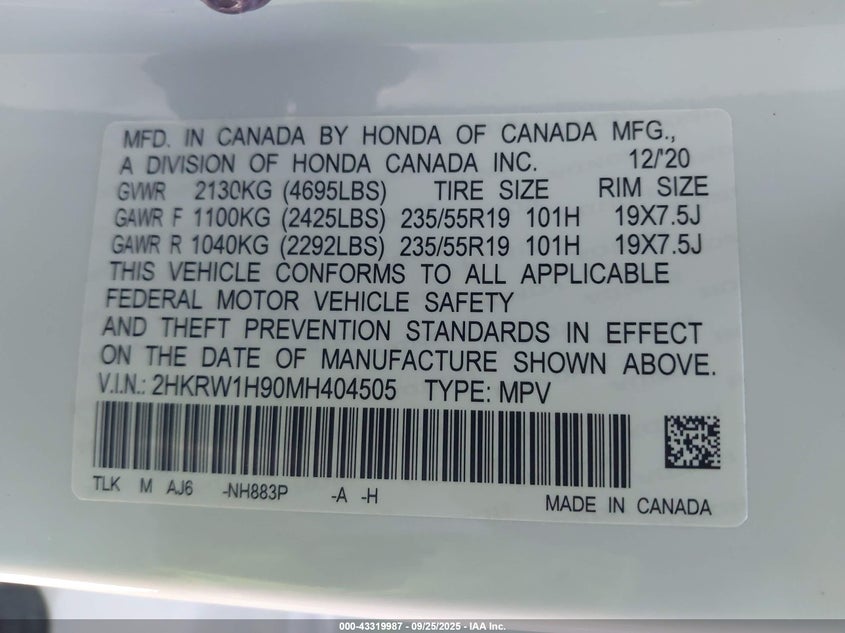 MFD. IN CANADA BY HONDA OF CANADA MFG.,
A DIVISION OF HONDA CANADA INC. 12/'20
GVWR 2130KG (4695LBS) TIRE SIZE RIM SIZE
GAWR F 1100KG (2425LBS) 235/55R19 101H 19X7.5J
GAWR R 1040KG (2292LBS) 235/55R19 101H 19X7.5J
THIS VEHICLE CONFORMS TO ALL APPLICABLE
FEDERAL MOTOR VEHICLE SAFETY
AND THEFT PREVENTION STANDARDS IN EFFECT
ON THE DATE OF MANUFACTURE SHOWN ABOVE.
V.I.N.: 2HKRW1H90MH404505 TYPE: MPV
TLK M AJ6 -NH883P -A -H
MADE IN CANADA
000-43319987 - 09/25/2025 - IAA Inc.